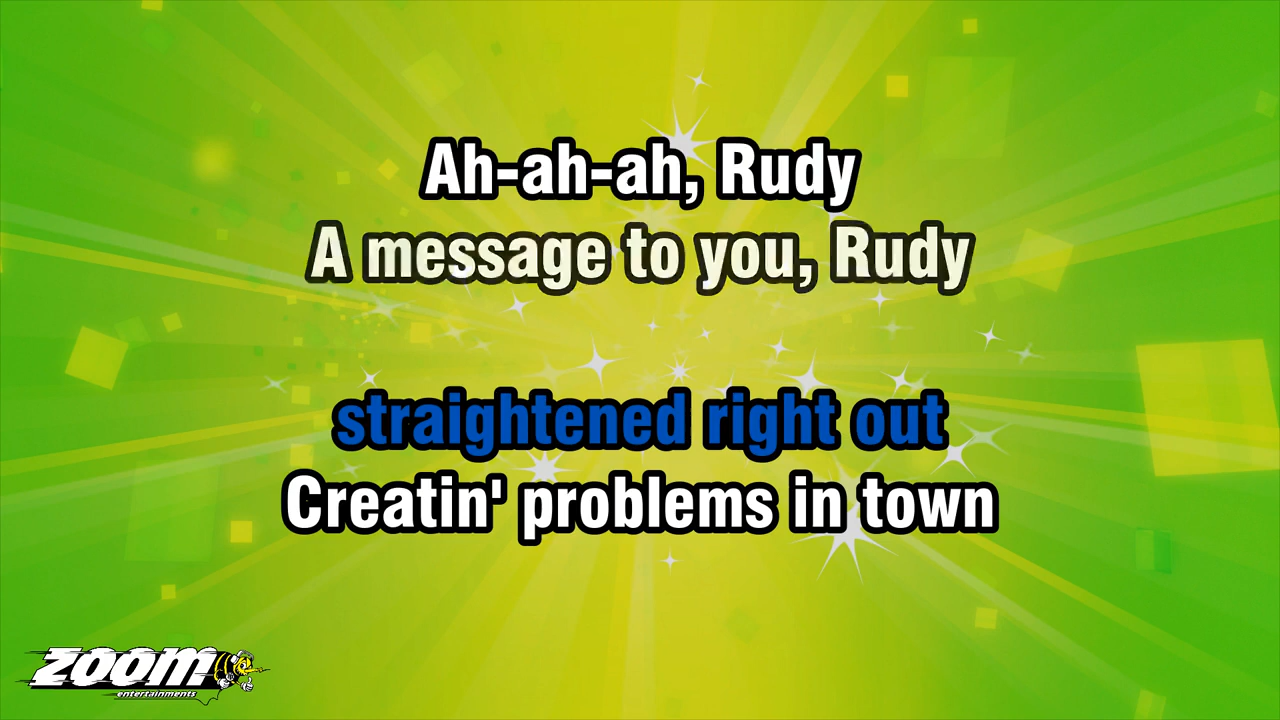 Ah-ah-ah, Rudy
A message to you, Rudy
straightened right out
Creatin' problems in town
ZOOM
entertainments